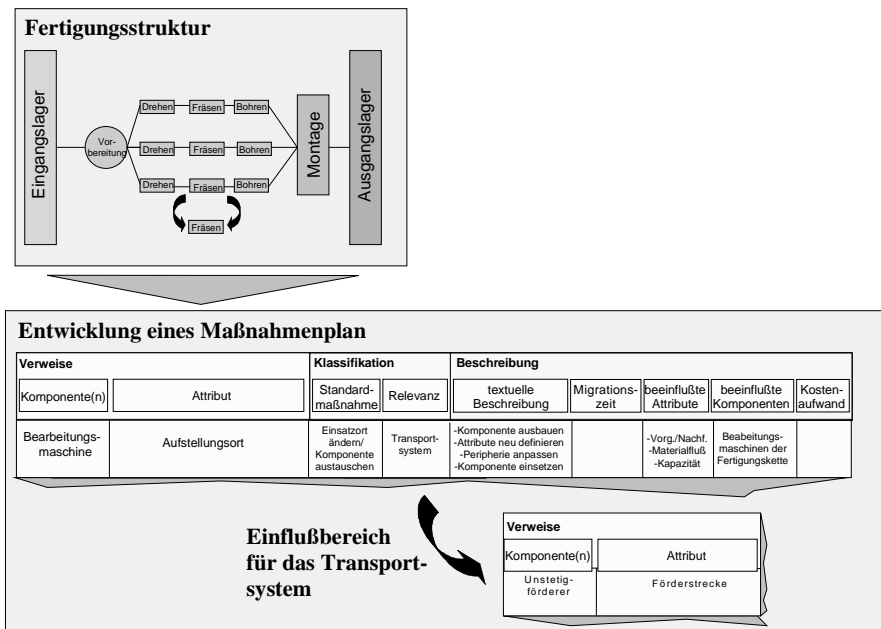 Fertigungsstruktur
Eingangslager
Vor-
bereitung
Drehen
Fräsen
Bohren
Drehen
Fräsen
Bohren
Drehen
Fräsen
Bohren
Fräsen
Montage
Ausgangslager
Entwicklung eines Maßnahmenplan
Verweise
Klassifikation
Beschreibung
Komponente(n)
Attribut
Standard-
maßnahme
Relevanz
textuelle
Beschreibung
Migrations-
zeit
beeinflußte
Attribute
beeinflußte
Komponenten
Kosten-
aufwand
Bearbeitungs-
maschine
Aufstellungsort
Einsatzort
ändern/
Komponente
austauschen
Transport-
system
-Komponente ausbauen
-Attribute neu definieren
-Peripherie anpassen
-Komponente einsetzen
-Vorg./Nachf.
-Materialfluß
-Kapazität
Beabeitungs-
maschinen der
Fertigungskette
Einflußbereich
für das Transport-
system
Verweise
Komponente(n)
Attribut
Unstetig-
förderer
Förderstrecke